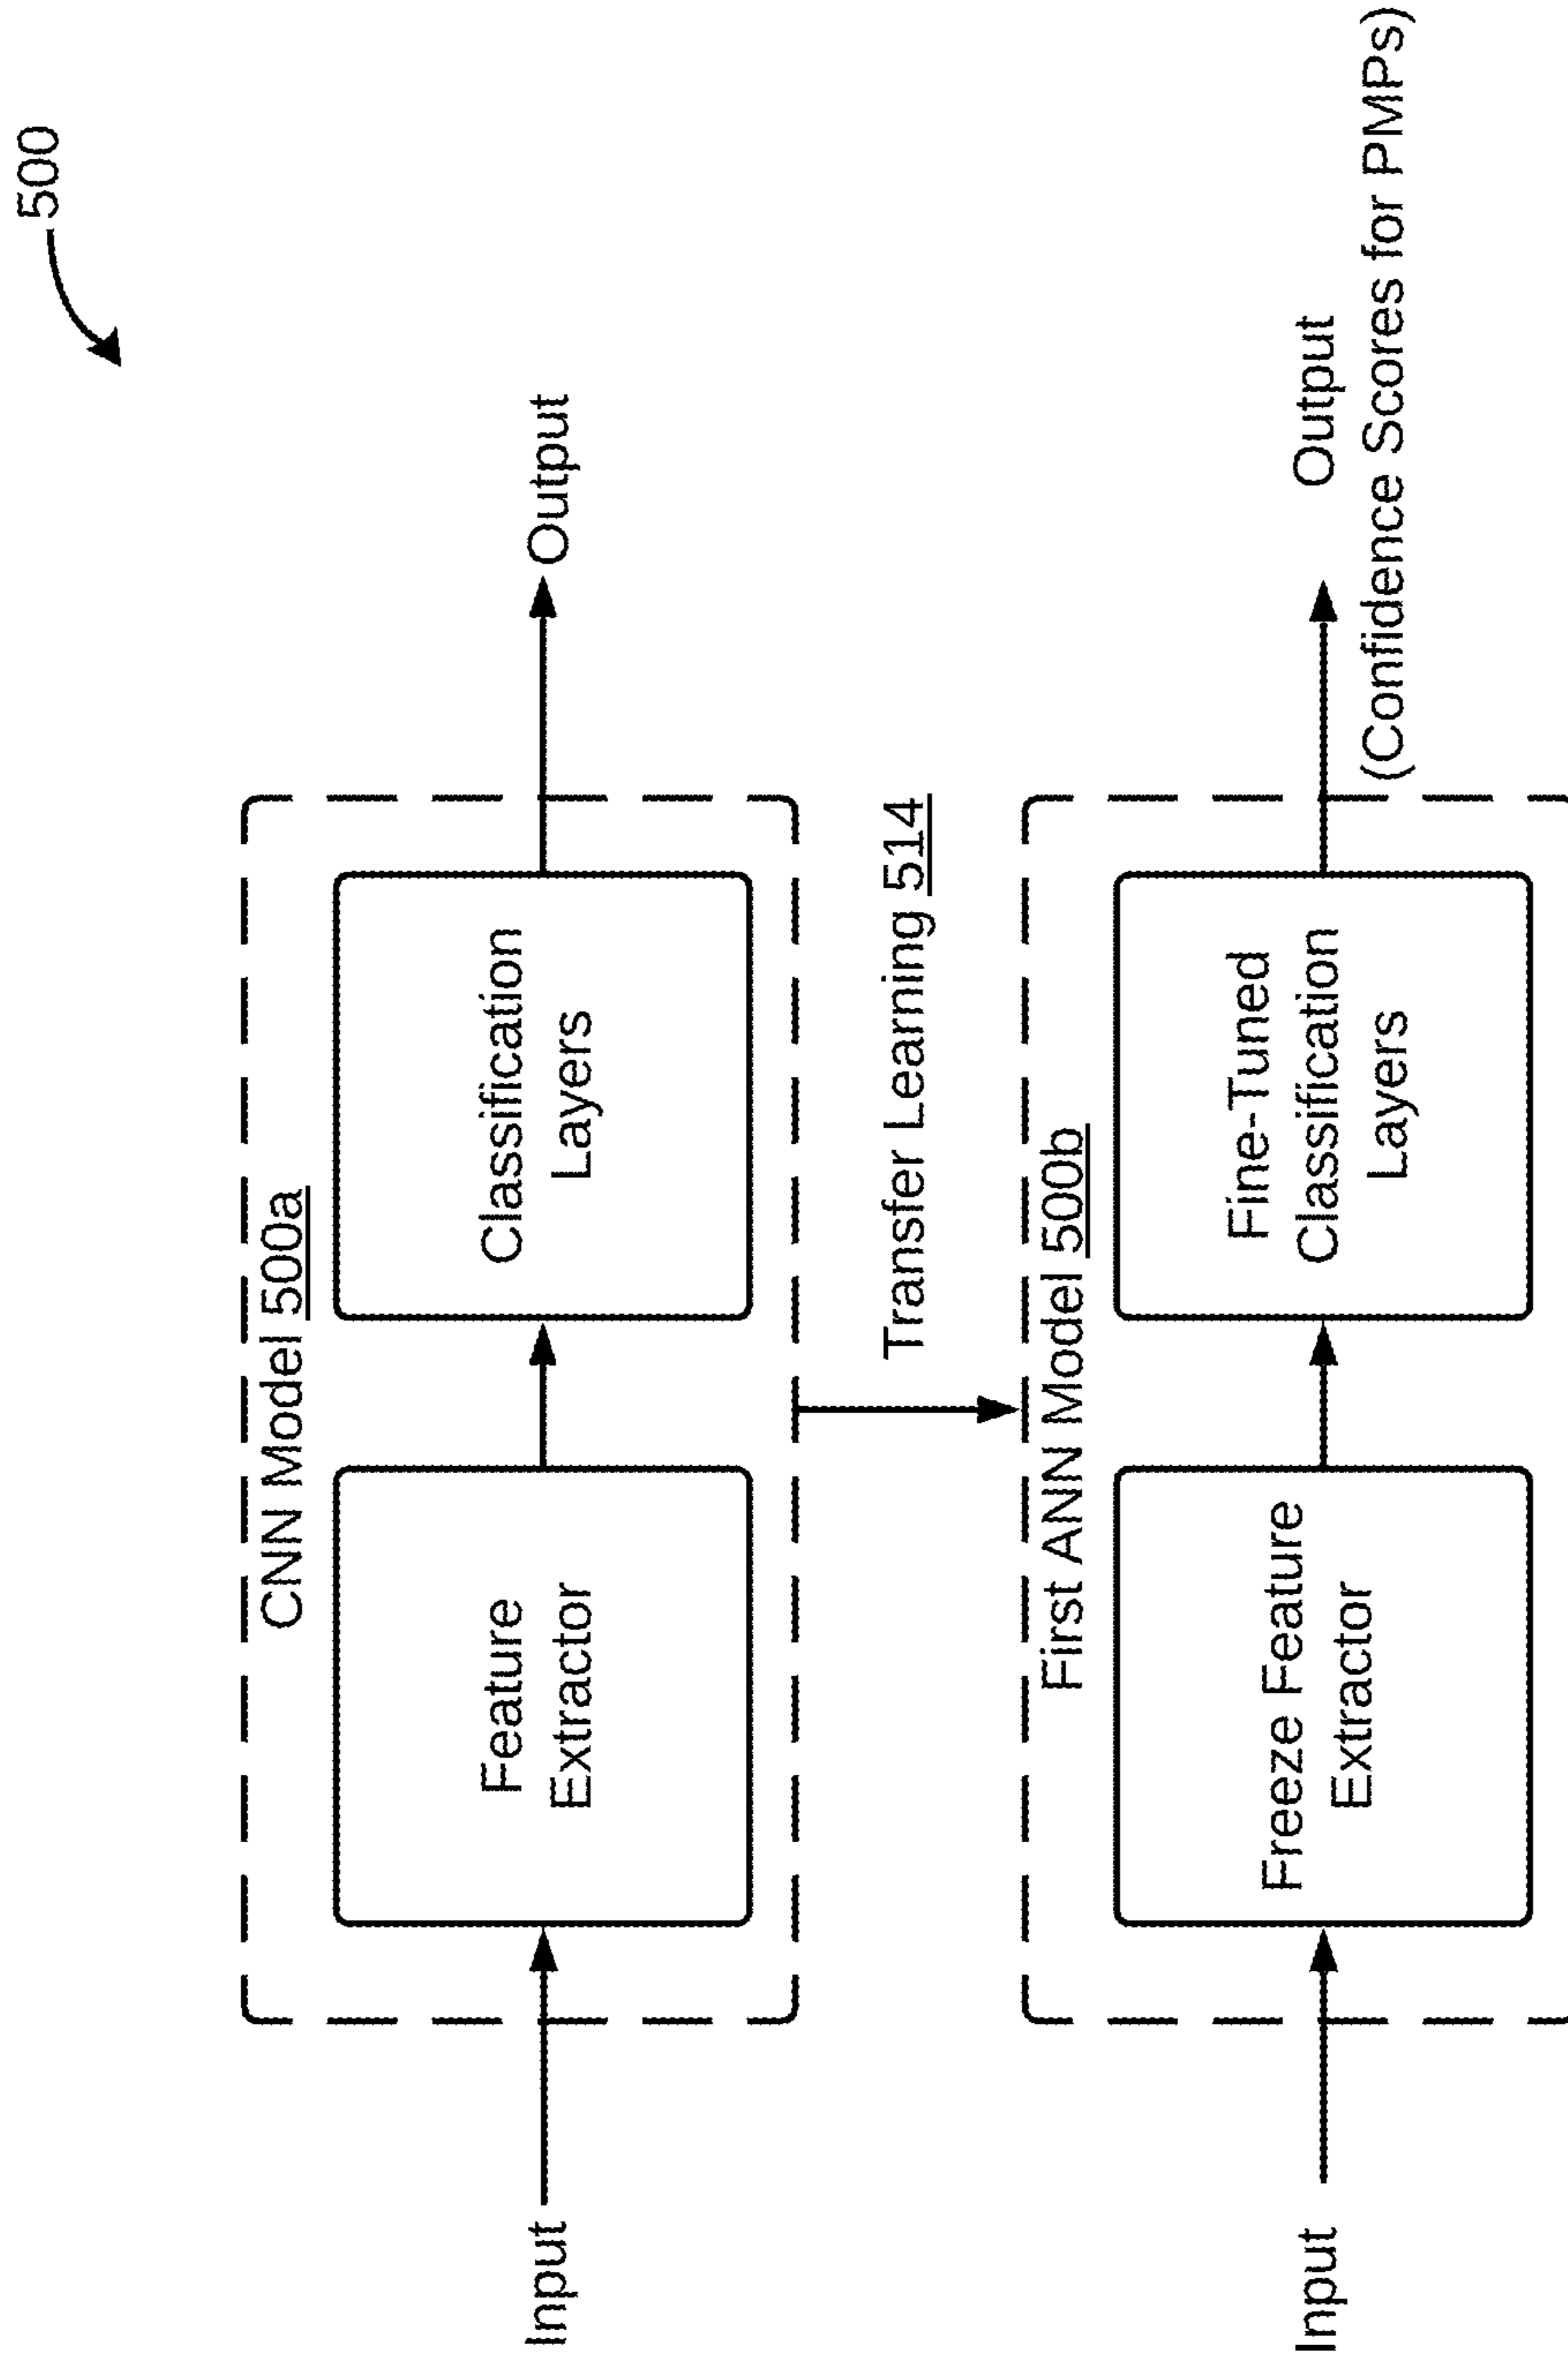 500
CNN Model 500a
Input
Feature
Extractor
Classification
Layers
Output
Transfer Learning 514
First ANN Model 500b
Input
Freeze Feature
Extractor
Fine-Tuned
Classification
Layers
Output
(Confidence Scores for PMPs)